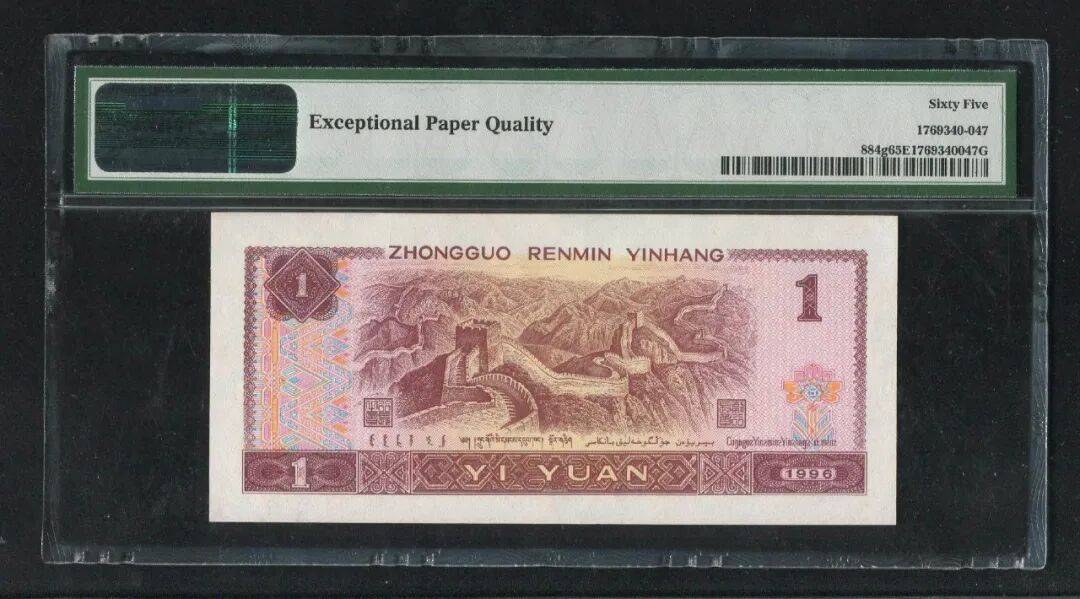 Exceptional Paper Quality
Sixty Five
1769340-047
884g65E1769340047G
ZHONGGUO RENMIN YINHANG
1
1
1 YI YUAN 1996